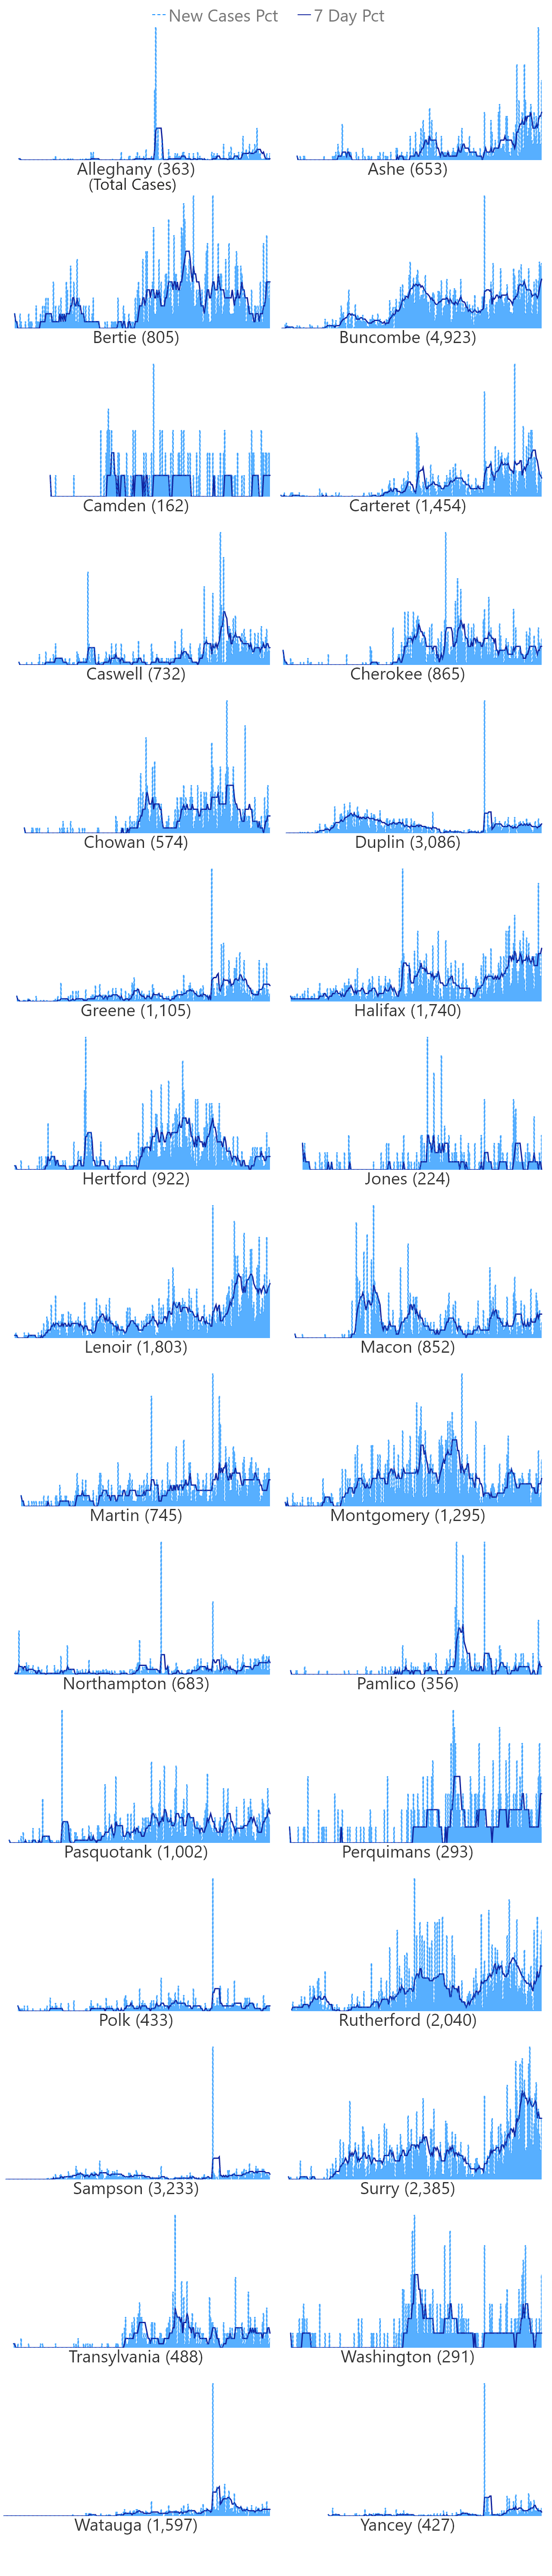 New Cases Pct 7 Day Pct
Alleghany (363) Ashe (653)
(Total Cases)
Bertie (805) Buncombe (4,923)
Camden (162) Carteret (1,454)
Caswell (732) Cherokee (865)
Chowan (574) Duplin (3,086)
Greene (1,105) Halifax (1,740)
Hertford (922) Jones (224)
Lenoir (1,803) Macon (852)
Martin (745) Montgomery (1,295)
Northampton (683) Pamlico (356)
Pasquotank (1,002) Perquimans (293)
Polk (433) Rutherford (2,040)
Sampson (3,233) Surry (2,385)
Transylvania (488) Washington (291)
Watauga (1,597) Yancey (427)